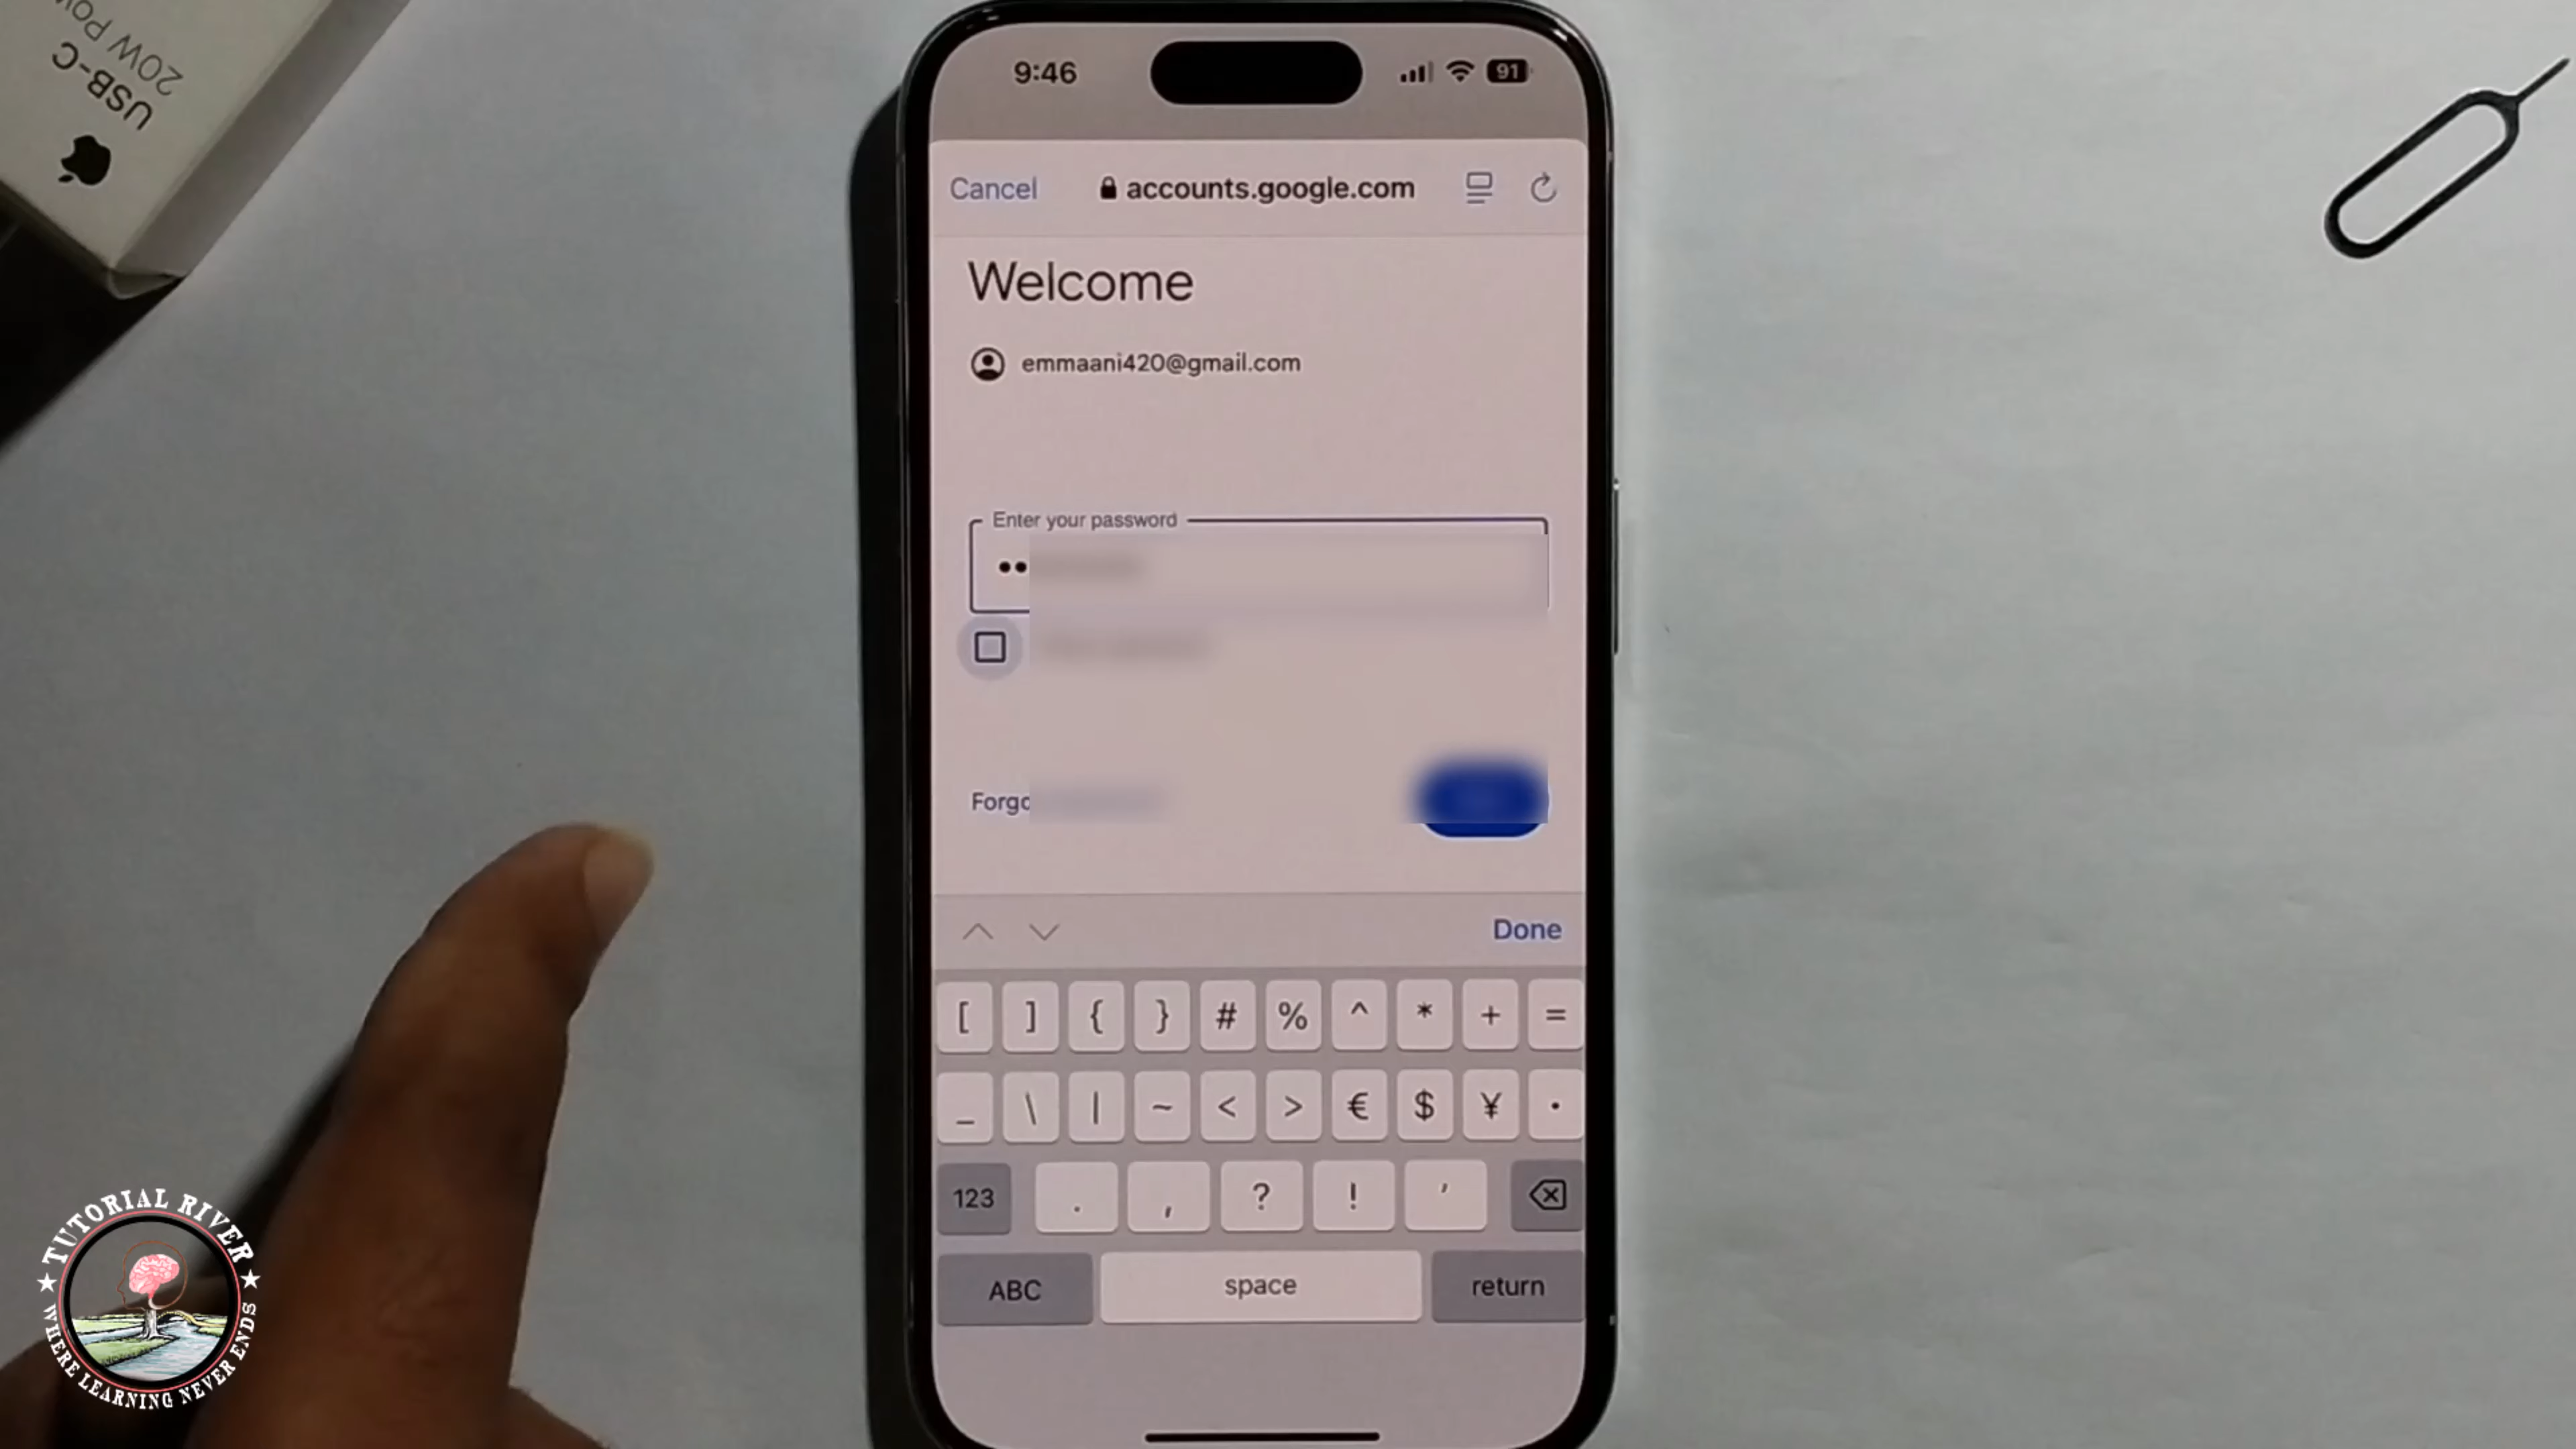 20W Po
USB-C
9:46
91
Cancel
accounts.google.com
Welcome
emmaani420@gmail.com
Enter your password
••
Forgo
Done
[ ] { } # % ^ * + =
_ \ | ~ < > € $ ¥ •
123 . , ? ! '
ABC space return
TUTORIAL RIVER
WHERE LEARNING NEVER ENDS